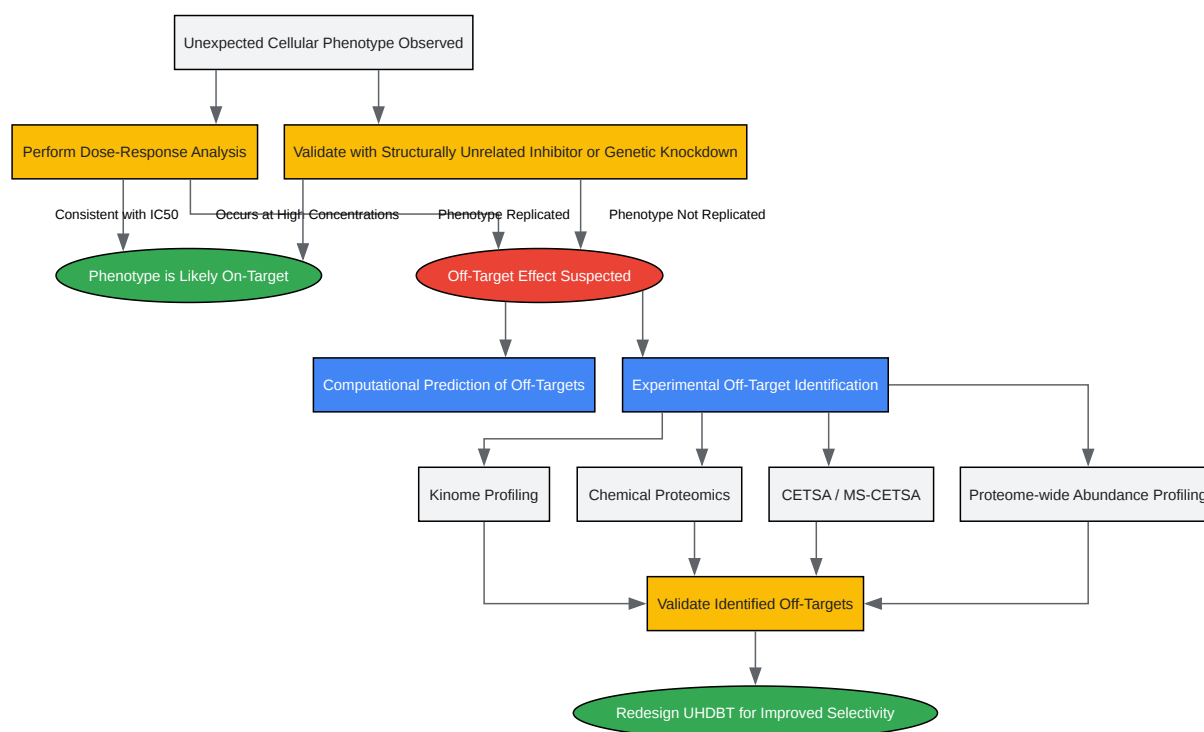 Unexpected Cellular Phenotype Observed
Perform Dose-Response Analysis
Validate with Structurally Unrelated Inhibitor or Genetic Knockdown
Consistent with IC50
Occurs at High Concentrations
Phenotype Replicated
Phenotype Not Replicated
Phenotype is Likely On-Target
Off-Target Effect Suspected
Computational Prediction of Off-Targets
Experimental Off-Target Identification
Kinome Profiling
Chemical Proteomics
CETSA / MS-CETSA
Proteome-wide Abundance Profiling
Validate Identified Off-Targets
Redesign UHDBT for Improved Selectivity